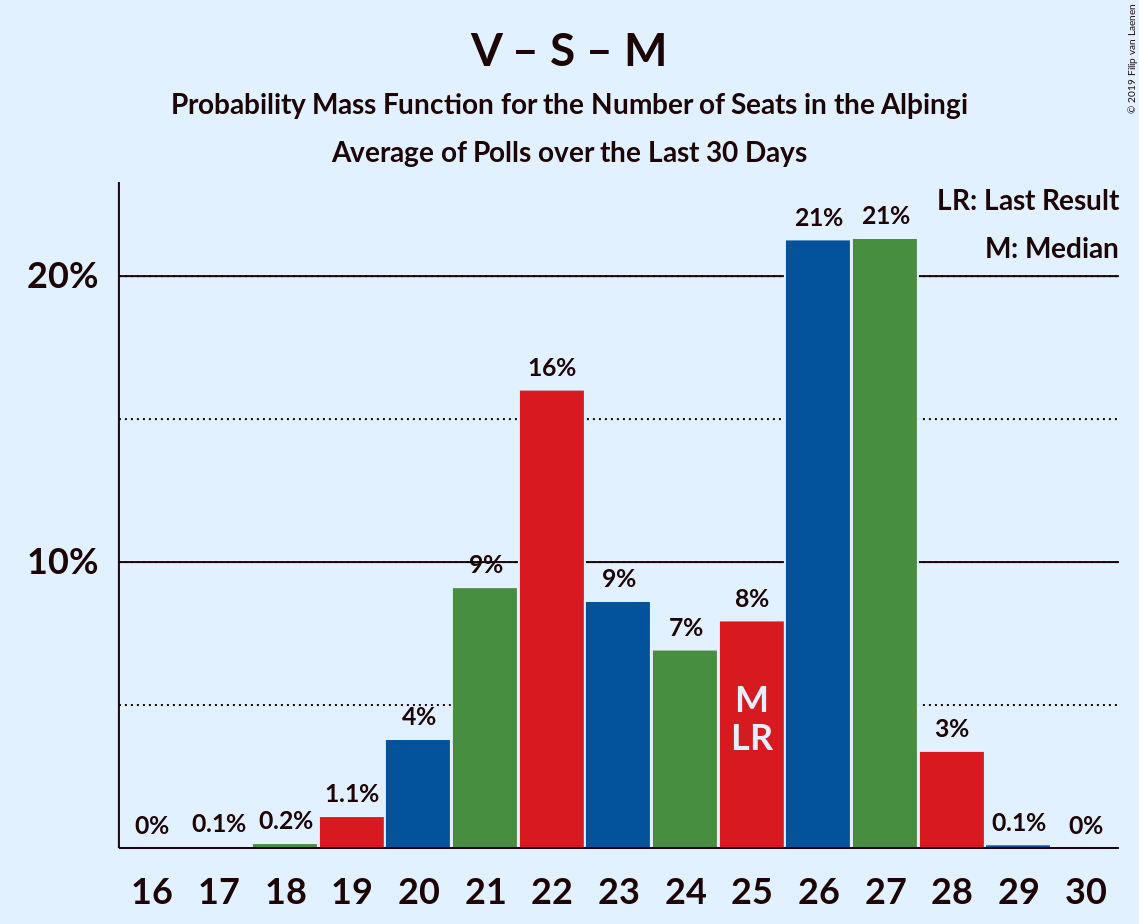 V – S – M
Probability Mass Function for the Number of Seats in the Alþingi
Average of Polls over the Last 30 Days
© 2019 Filip van Laenen
LR: Last Result
M: Median
20%
10%
0%
0.1%
0.2%
1.1%
4%
9%
16%
9%
7%
8%
21%
21%
3%
0.1%
0%
M
LR
16 17 18 19 20 21 22 23 24 25 26 27 28 29 30